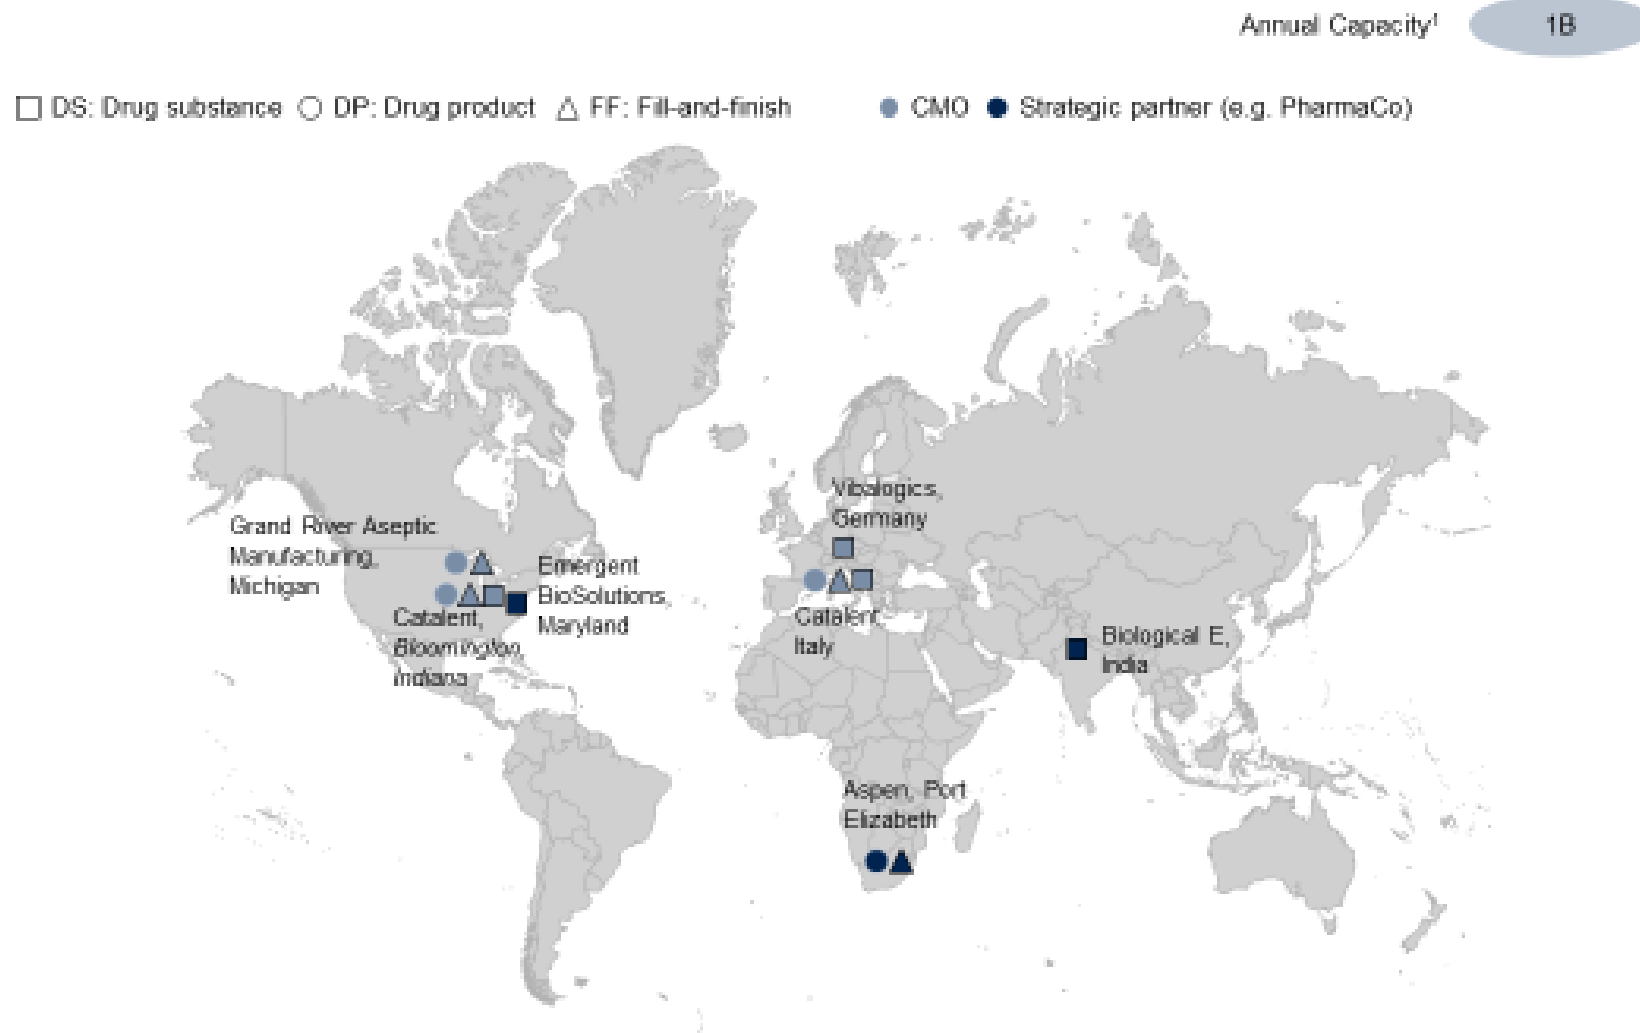 Annual Capacity¹ 1B
DS: Drug substance DP: Drug product FF: Fill-and-finish CMO Strategic partner (e.g. PharmaCo)
Vibalogics,
Germany
Grand River Aseptic
Manufacturing,
Michigan
Emergent
BioSolutions,
Maryland
Catalent,
Bloomington,
Indiana
Catalent,
Italy
Biological E,
India
Aspen, Port
Elizabeth